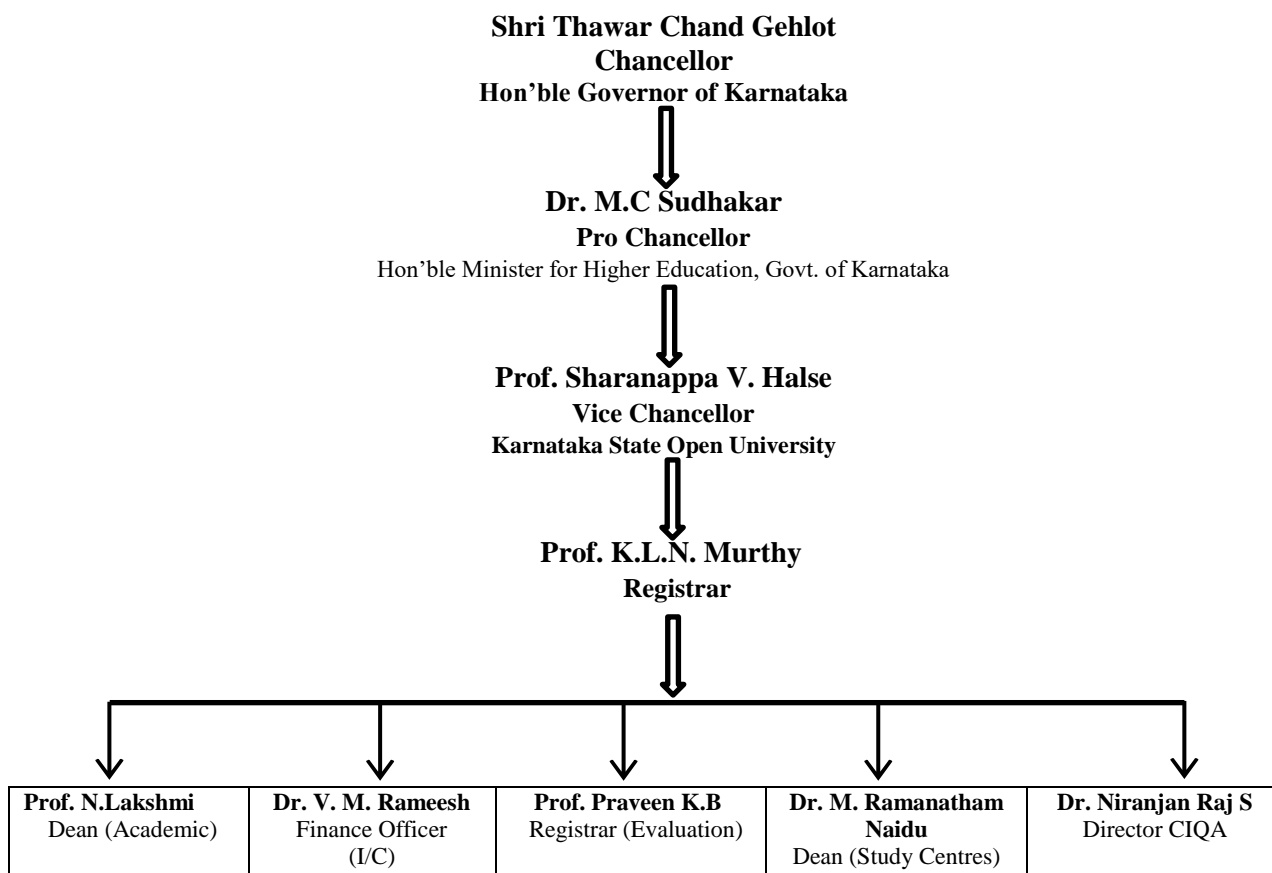 Shri Thawar Chand Gehlot
Chancellor
Hon’ble Governor of Karnataka
Dr. M.C Sudhakar
Pro Chancellor
Hon’ble Minister for Higher Education, Govt. of Karnataka
Prof. Sharanappa V. Halse
Vice Chancellor
Karnataka State Open University
Prof. K.L.N. Murthy
Registrar
Prof. N.Lakshmi
Dean (Academic)
Dr. V. M. Rameesh
Finance Officer
(I/C)
Prof. Praveen K.B
Registrar (Evaluation)
Dr. M. Ramanatham
Naidu
Dean (Study Centres)
Dr. Niranjan Raj S
Director CIQA